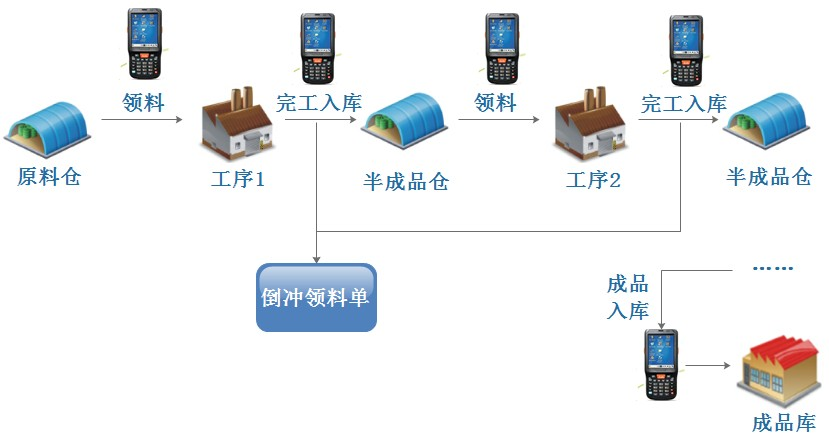 领料
完工入库
领料
完工入库
原料仓
工序1
半成品仓
工序2
半成品仓
倒冲领料单
成品
入库
……
成品库